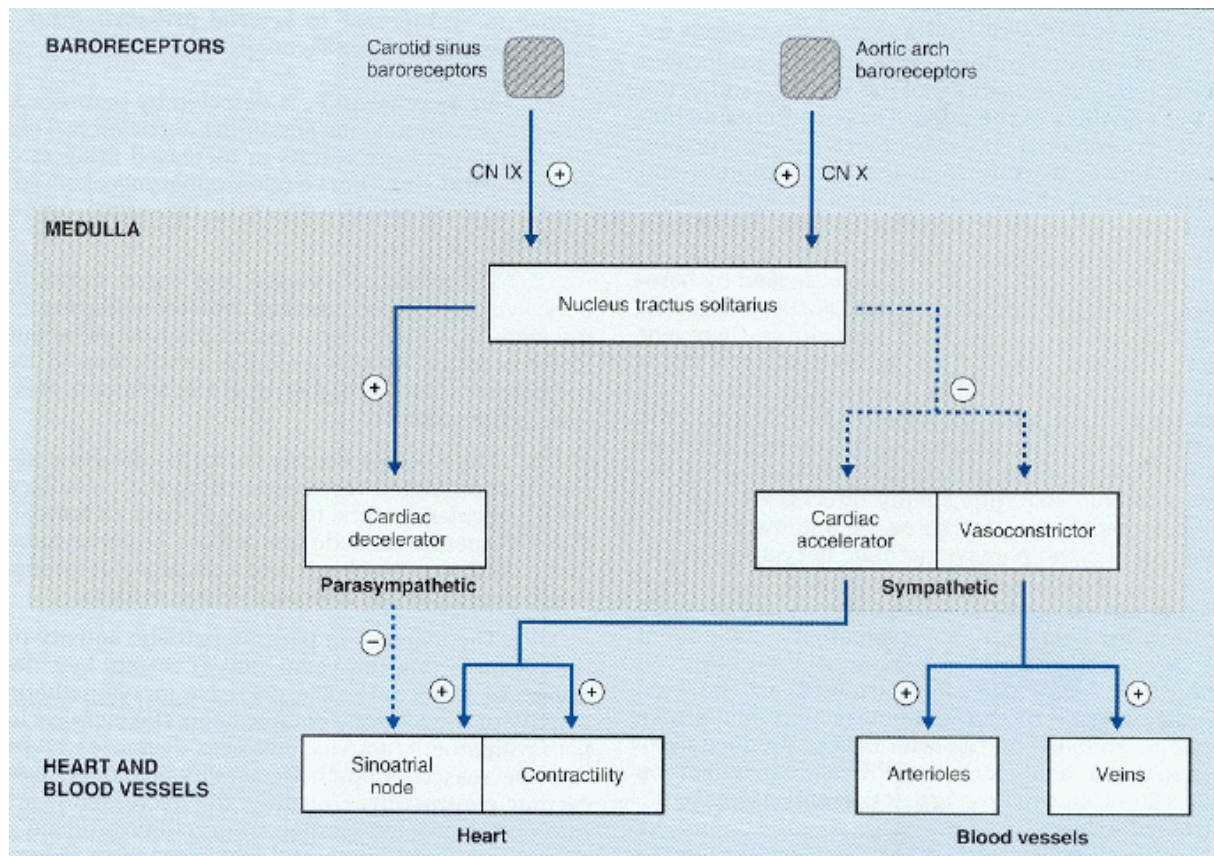 BARORECEPTORS
Carotid sinus
baroreceptors
Aortic arch
baroreceptors
CN IX
+
+
CN X
MEDULLA
Nucleus tractus solitarius
+
−
Cardiac
decelerator
Cardiac
accelerator
Vasoconstrictor
Parasympathetic
Sympathetic
−
+
+
+
+
HEART AND
BLOOD VESSELS
Sinoatrial
node
Contractility
Arterioles
Veins
Heart
Blood vessels